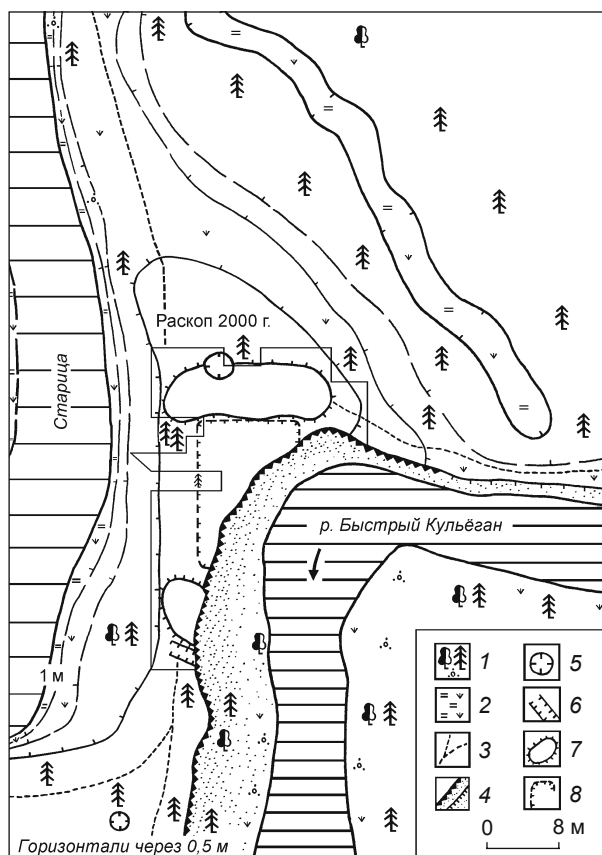 Раскоп 2000 г.
Старица
р. Быстрый Кульёган
1 м
1 5
2 6
3 7
4 8
0 8 м
Горизонтали через 0,5 м